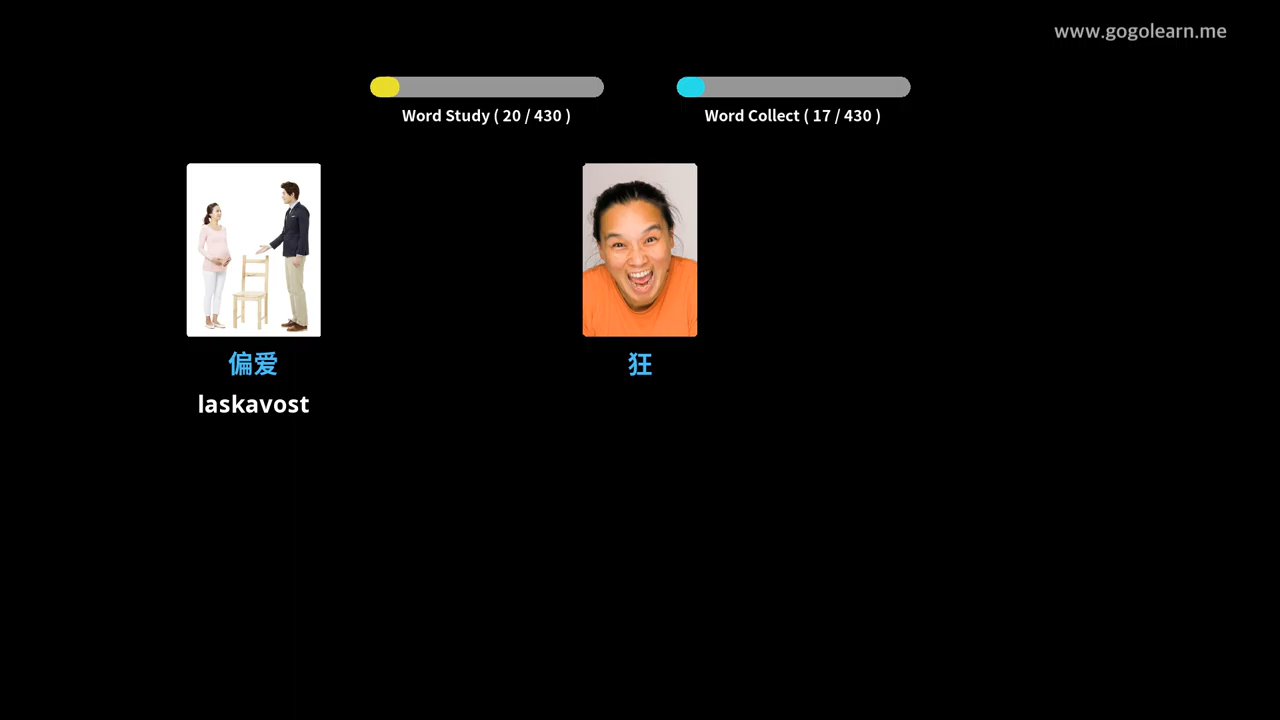 www.gogolearn.me
Word Study ( 20 / 430 )
Word Collect ( 17 / 430 )
偏爱
狂
laskavost